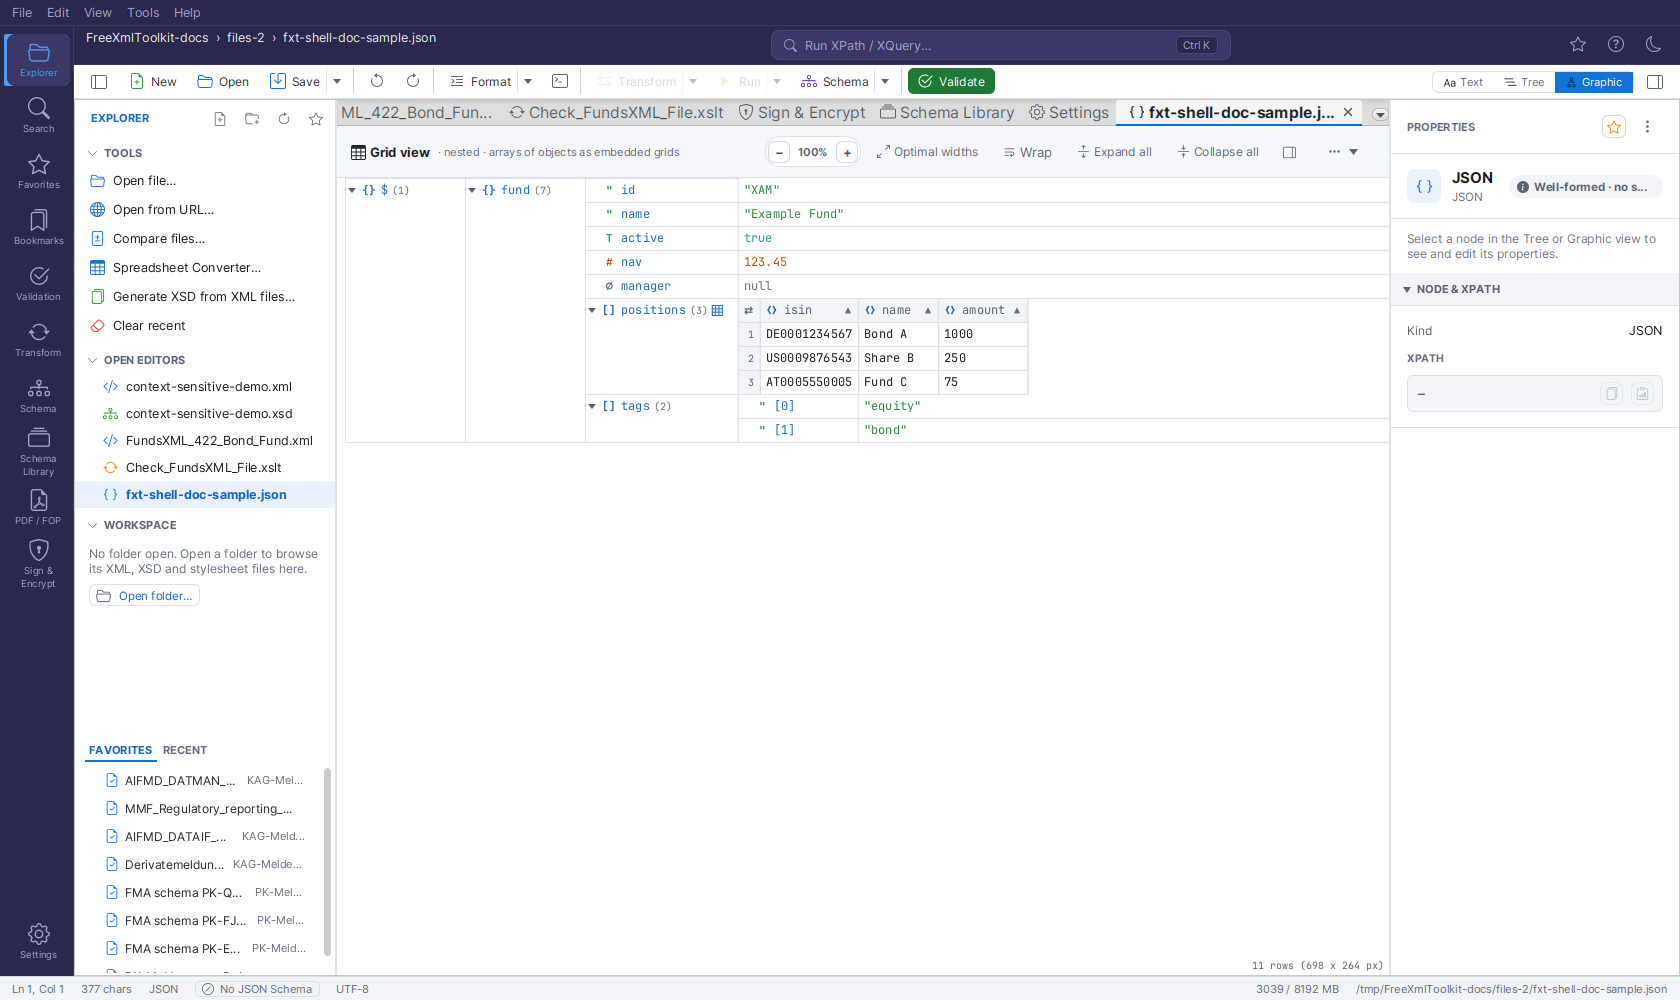 File Edit View Tools Help
FreeXmlToolkit-docs › files-2 › fxt-shell-doc-sample.json
Run XPath / XQuery... Ctrl K
New Open Save Format Transform Run Schema Validate Aa Text Tree Graphic
Explorer
Search
Favorites
Bookmarks
Validation
Transform
Schema
Schema
Library
PDF / FOP
Sign &
Encrypt
Settings
EXPLORER
TOOLS
Open file...
Open from URL...
Compare files...
Spreadsheet Converter...
Generate XSD from XML files...
Clear recent
OPEN EDITORS
context-sensitive-demo.xml
context-sensitive-demo.xsd
FundsXML_422_Bond_Fund.xml
Check_FundsXML_File.xslt
{ } fxt-shell-doc-sample.json
WORKSPACE
No folder open. Open a folder to browse
its XML, XSD and stylesheet files here.
Open folder...
FAVORITES RECENT
AIFMD_DATMAN_... KAG-Mel...
MMF_Regulatory_reporting_...
AIFMD_DATAIF_... KAG-Meld...
Derivatemeldun... KAG-Melde...
FMA schema PK-Q... PK-Mel...
FMA schema PK-FJ... PK-Mel...
FMA schema PK-E... PK-Meld...
ML_422_Bond_Fun... Check_FundsXML_File.xslt Sign & Encrypt Schema Library Settings { } fxt-shell-doc-sample.j... ×
Grid view · nested · arrays of objects as embedded grids − 100% + Optimal widths Wrap Expand all Collapse all ...
{} $ (1) {} fund (7) " id "XAM"
" name "Example Fund"
T active true
# nav 123.45
Ø manager null
[] positions (3) ⇄ isin ▲ name ▲ amount ▲
1 DE0001234567 Bond A 1000
2 US0009876543 Share B 250
3 AT0005550005 Fund C 75
[] tags (2) " [0] "equity"
" [1] "bond"
11 rows (698 x 264 px)
PROPERTIES
{ } JSON
JSON
Well-formed · no s...
Select a node in the Tree or Graphic view to
see and edit its properties.
NODE & XPATH
Kind JSON
XPATH
–
Ln 1, Col 1 377 chars JSON No JSON Schema UTF-8 3039 / 8192 MB /tmp/FreeXmlToolkit-docs/files-2/fxt-shell-doc-sample.json